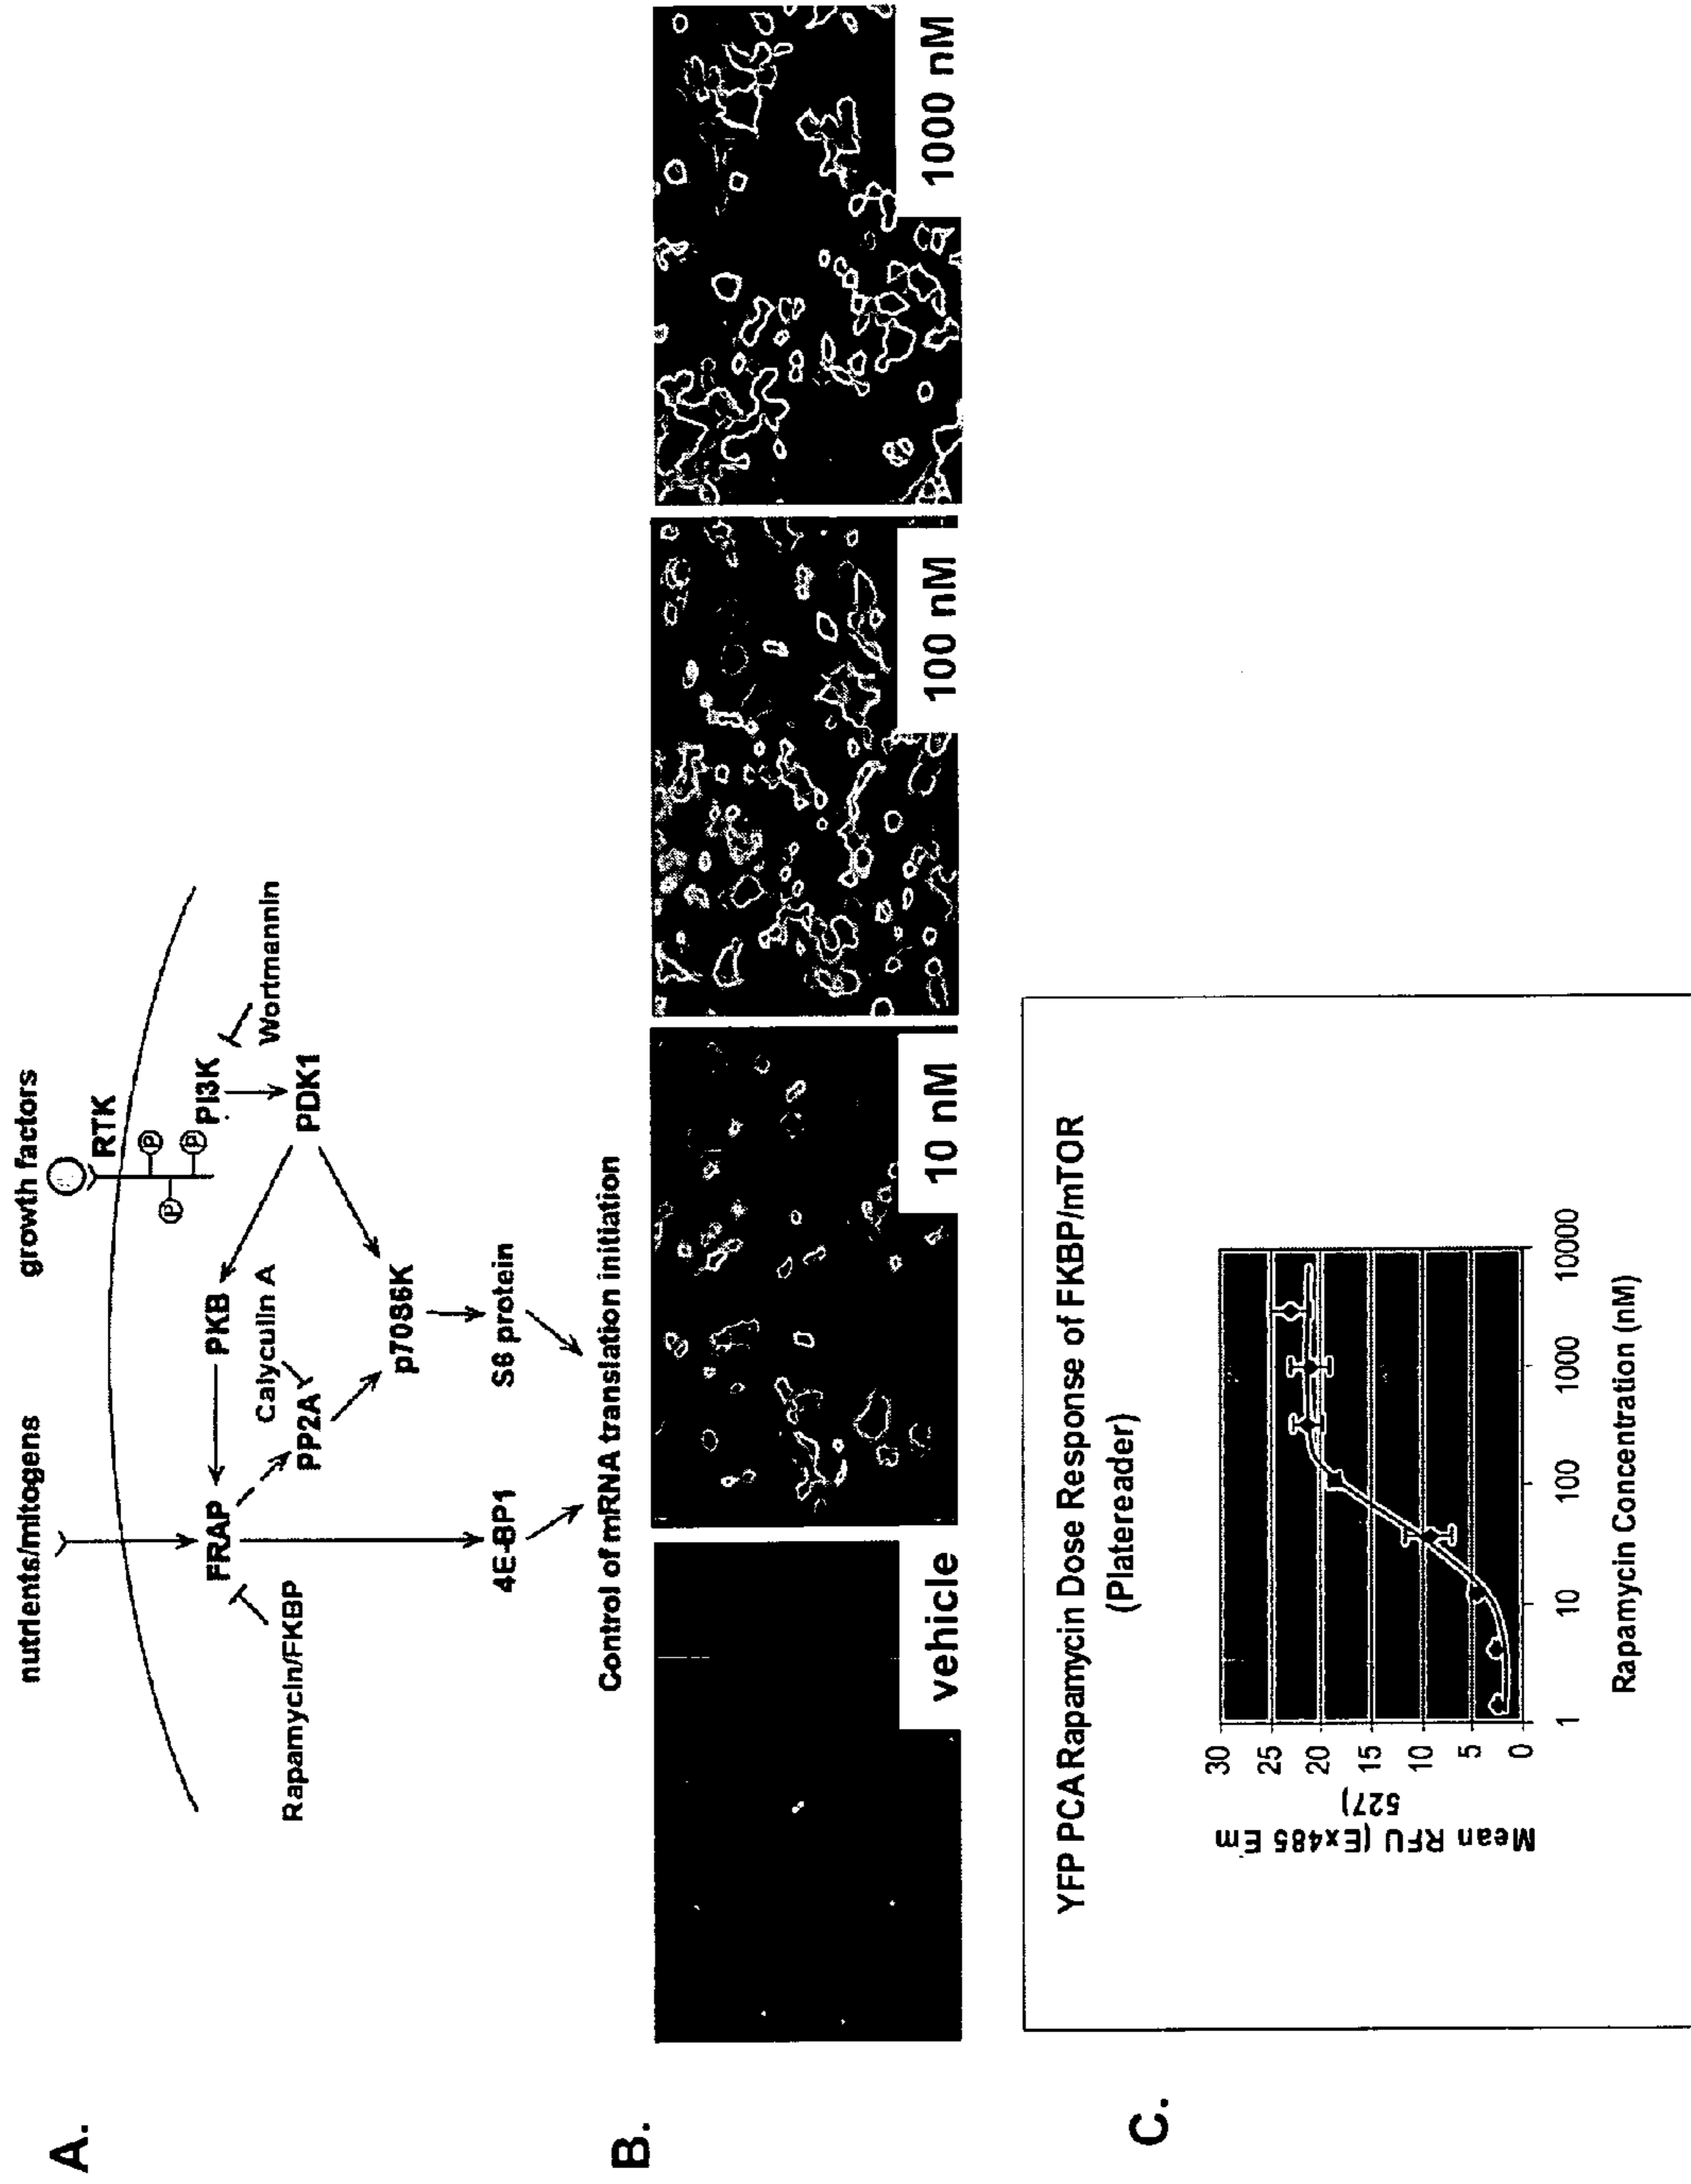 A.
nutrients/mitogens
growth factors
RTK
P
P
P
FRAP
PKB
PI3K
Wortmannin
Rapamycin/FKBP
Calyculin A
PP2A
PDK1
p70S6K
4E-BP1
S6 protein
Control of mRNA translation initiation
B.
vehicle
10 nM
100 nM
1000 nM
C.
YFP PCA Rapamycin Dose Response of FKBP/mTOR
(Platereader)
Mean RFU (Ex485 Em
527)
30
25
20
15
10
5
0
1
10
100
1000
10000
Rapamycin Concentration (nM)